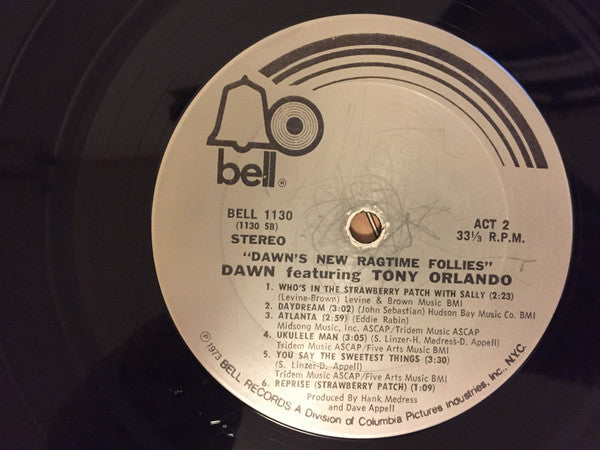 bell®
BELL 1130
(1130 SB)
STEREO
ACT 2
33⅓ R.P.M.
"DAWN'S NEW RAGTIME FOLLIES"
DAWN featuring TONY ORLANDO
1. WHO'S IN THE STRAWBERRY PATCH WITH SALLY (2:23)
(Levine-Brown) Levine & Brown Music BMI
2. DAYDREAM (3:02) (John Sebastian) Hudson Bay Music Co. BMI
3. ATLANTA (2:59) (Eddie Rabin)
Midsong Music, Inc. ASCAP/Tridem Music ASCAP
4. UKULELE MAN (3:05) (S. Linzer-H. Medress-D. Appell)
Tridem Music ASCAP/Five Arts Music BMI
5. YOU SAY THE SWEETEST THINGS (3:30)
(S. Linzer-D. Appell)
Tridem Music ASCAP/Five Arts Music BMI
6. REPRISE (STRAWBERRY PATCH) (1:09)
Produced By Hank Medress
and Dave Appell
℗ 1973 BELL RECORDS A Division of Columbia Pictures Industries, Inc., N.Y.C.